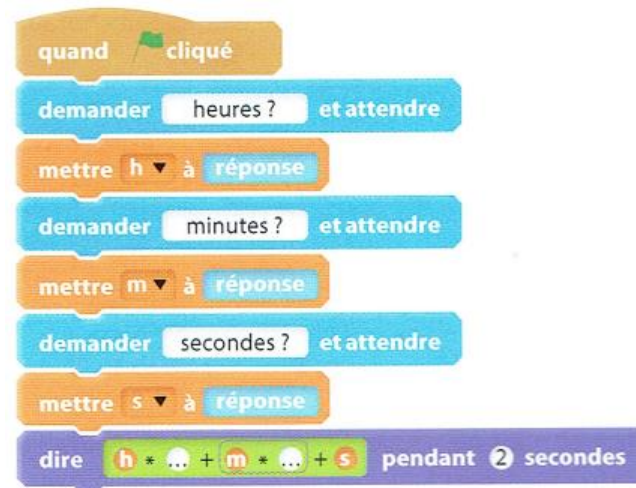 quand cliqué
demander heures ? et attendre
mettre h à réponse
demander minutes ? et attendre
mettre m à réponse
demander secondes ? et attendre
mettre s à réponse
dire h * ... + m * ... + s pendant 2 secondes